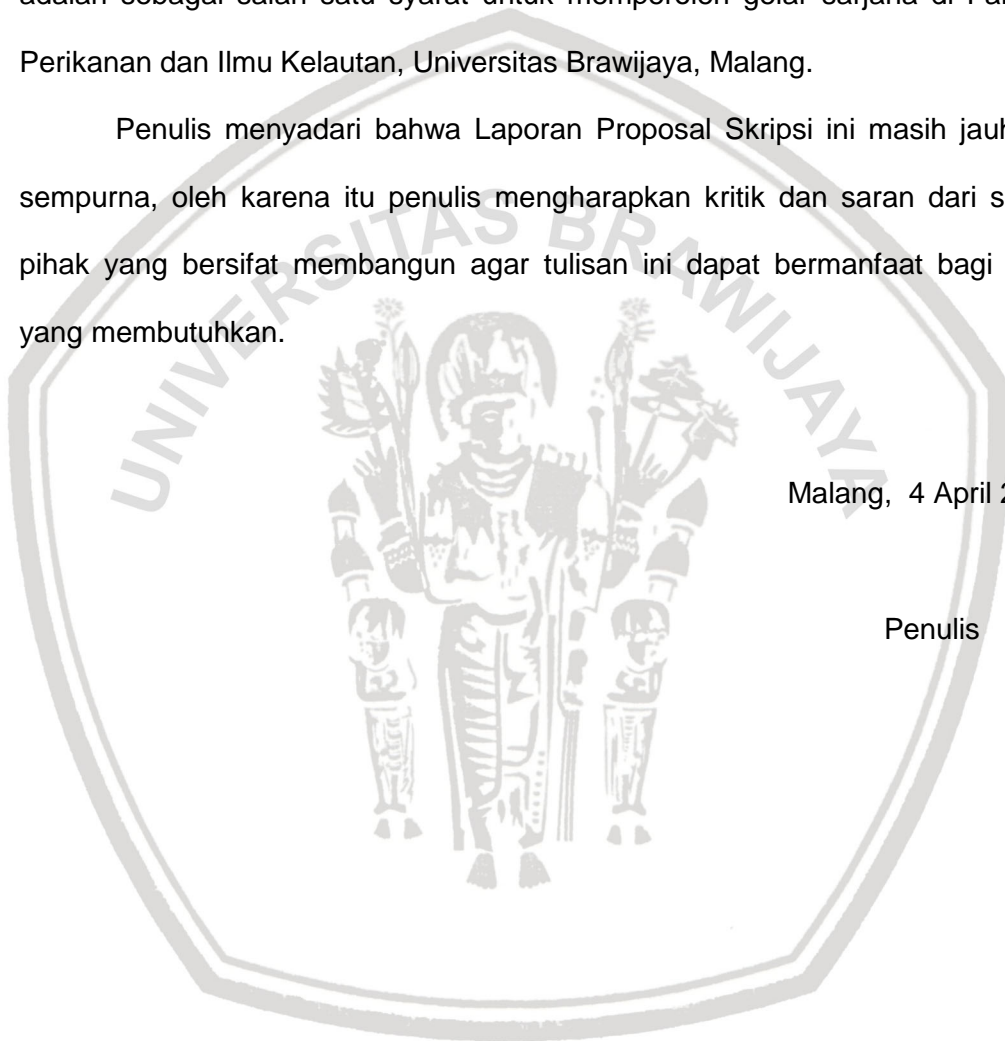 adalah sebagai salah satu syarat untuk memperoleh gelar sarjana di
Perikanan dan Ilmu Kelautan, Universitas Brawijaya, Malang.
Penulis menyadari bahwa Laporan Proposal Skripsi ini masih jauh
sempurna, oleh karena itu penulis mengharapkan kritik dan saran dari
pihak yang bersifat membangun agar tulisan ini dapat bermanfaat bagi
yang membutuhkan.
UNIVERSITAS BRAWIJAYA
Malang, 4 April
Penulis